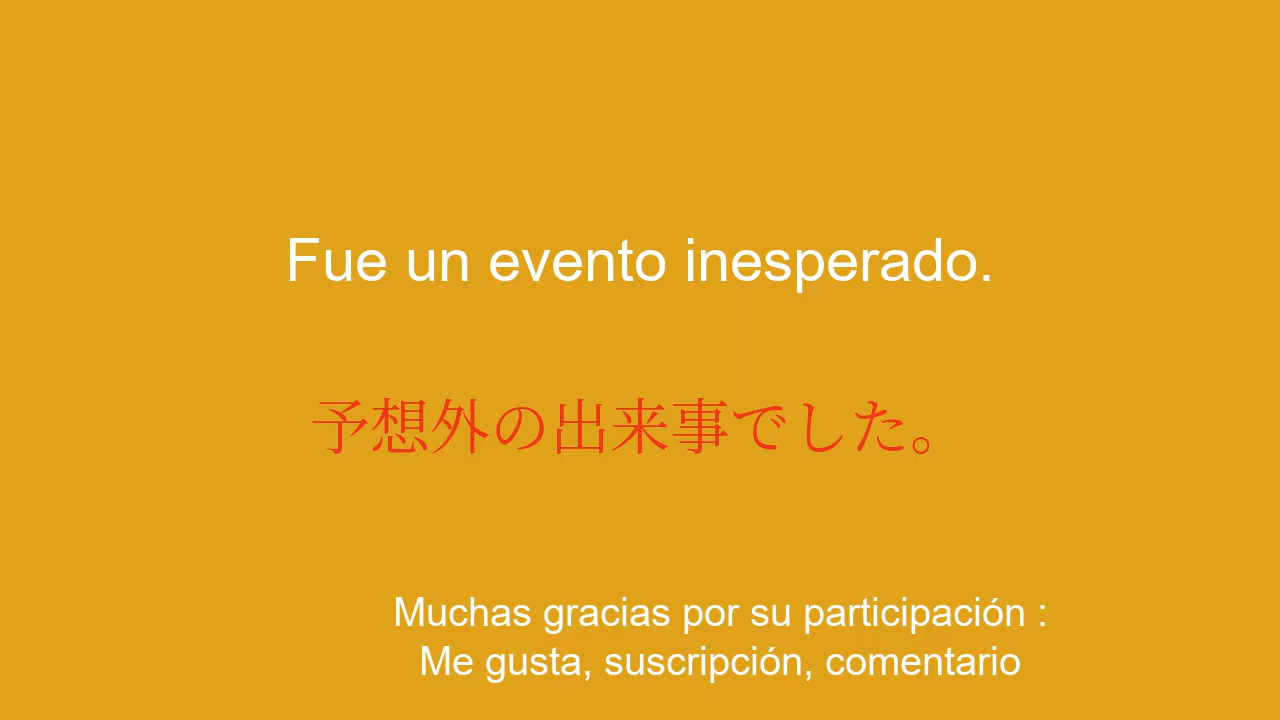 Fue un evento inesperado.
予想外の出来事でした。
Muchas gracias por su participación :
Me gusta, suscripción, comentario